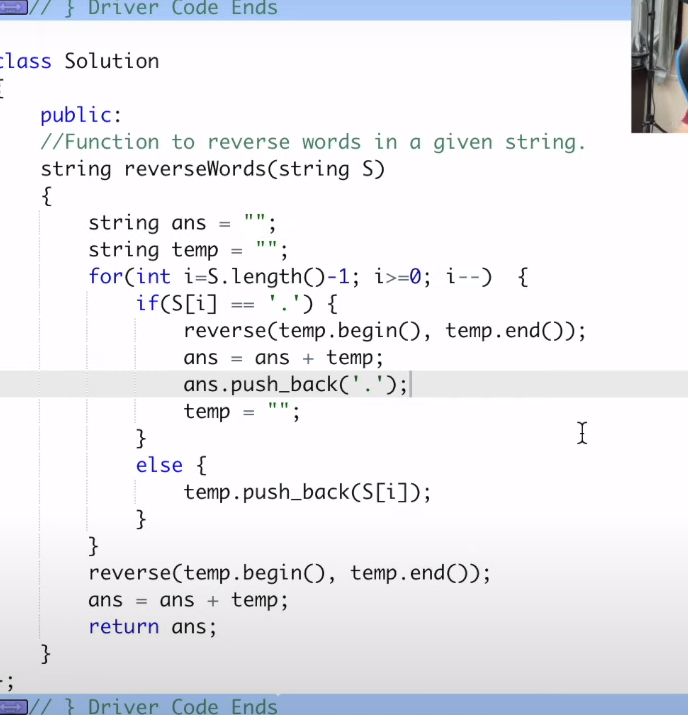 // } Driver Code Ends
class Solution
{
public:
//Function to reverse words in a given string.
string reverseWords(string S)
{
string ans = "";
string temp = "";
for(int i=S.length()-1; i>=0; i--)  {
if(S[i] == '.') {
reverse(temp.begin(), temp.end());
ans = ans + temp;
ans.push_back('.');
temp = "";
}
else {
temp.push_back(S[i]);
}
}
reverse(temp.begin(), temp.end());
ans = ans + temp;
return ans;
}
};
// } Driver Code Ends